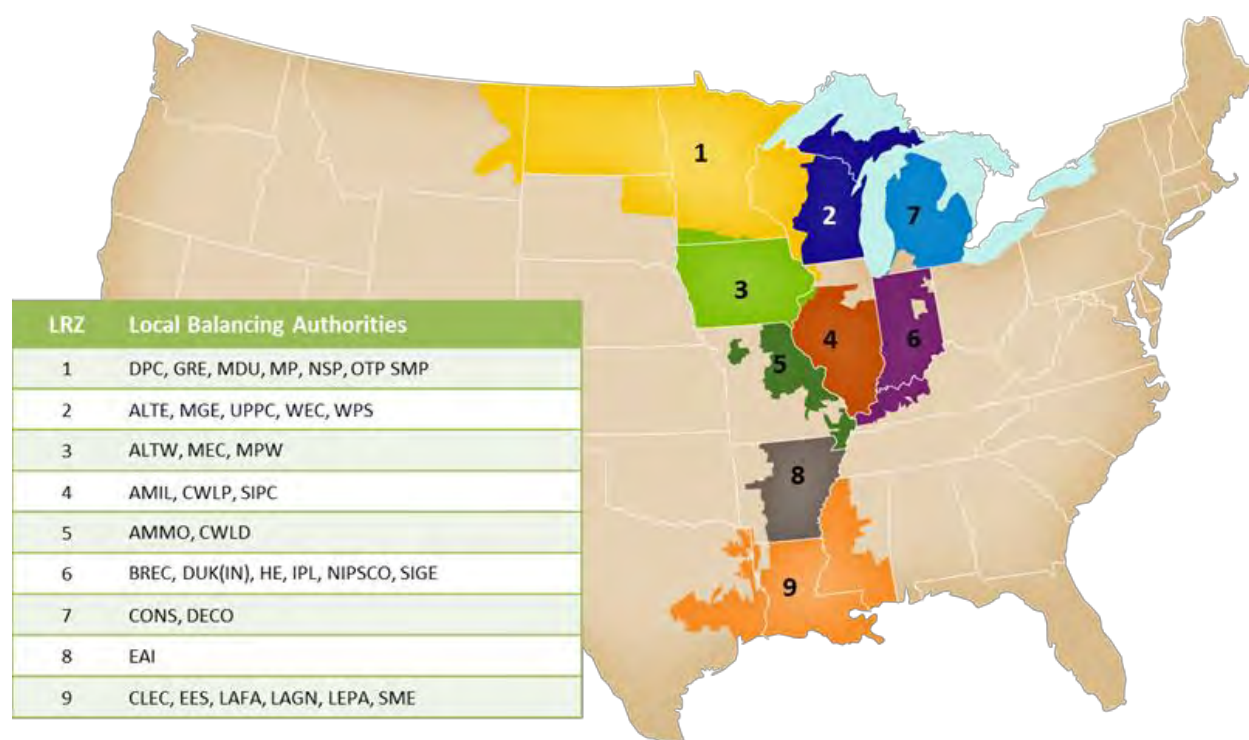 1
2
7
3
4
6
5
8
9
LRZ Local Balancing Authorities
1 DPC, GRE, MDU, MP, NSP, OTP SMP
2 ALTE, MGE, UPPC, WEC, WPS
3 ALTW, MEC, MPW
4 AMIL, CWLP, SIPC
5 AMMO, CWLD
6 BREC, DUK(IN), HE, IPL, NIPSCO, SIGE
7 CONS, DECO
8 EAI
9 CLEC, EES, LAFA, LAGN, LEPA, SME